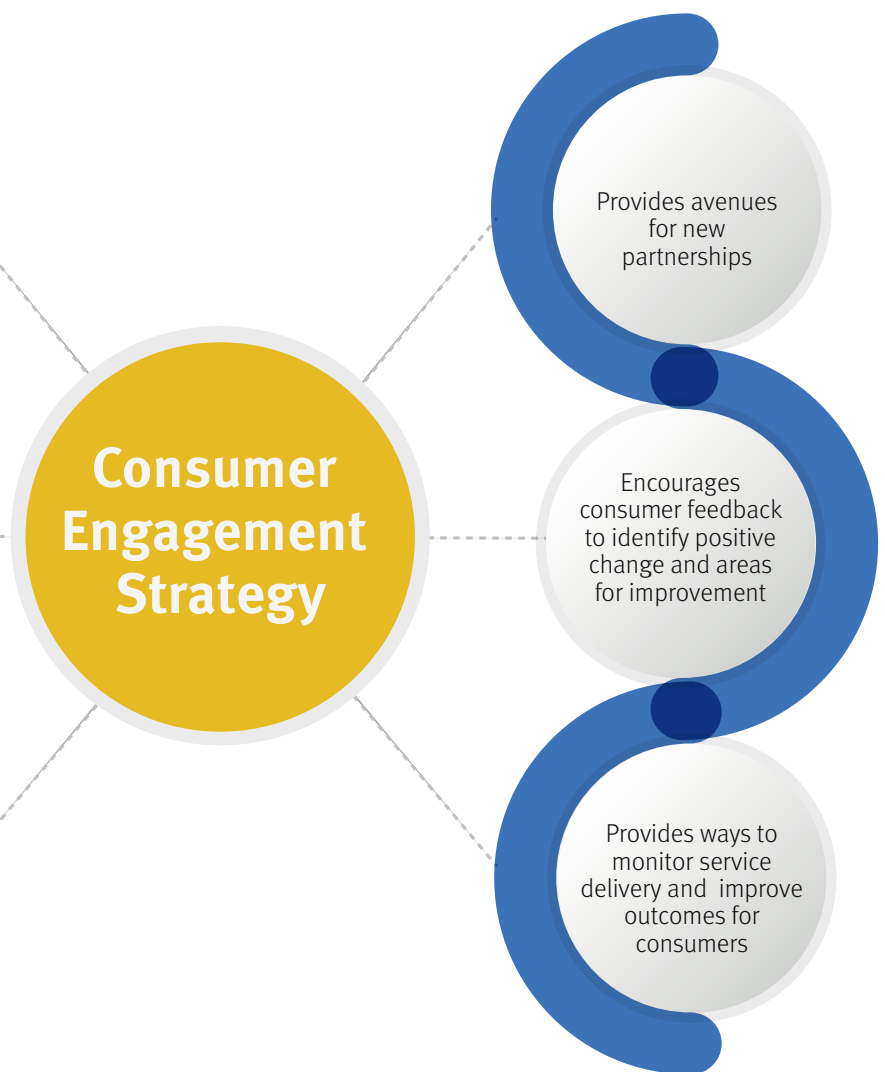 Consumer
Engagement
Strategy
Provides avenues
for new
partnerships
Encourages
consumer feedback
to identify positive
change and areas
for improvement
Provides ways to
monitor service
delivery and  improve
outcomes for
consumers